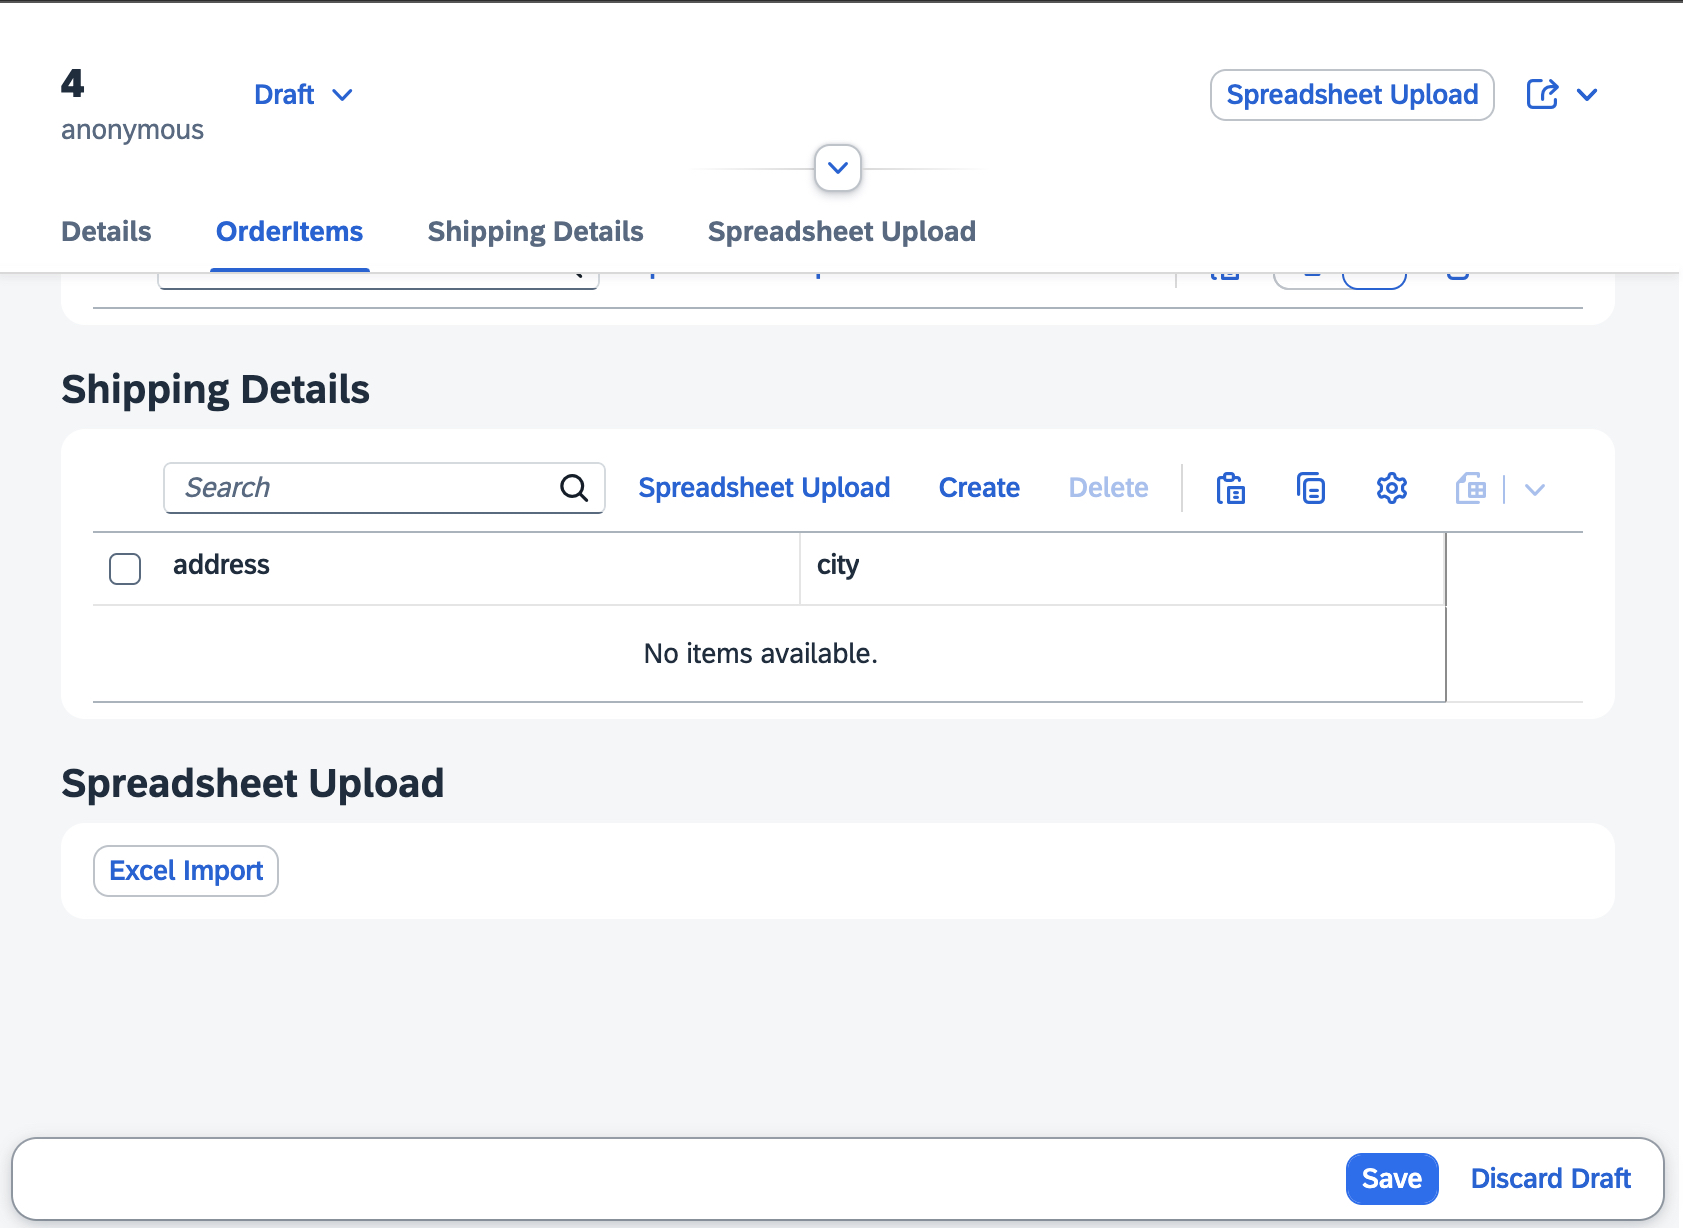 4
anonymous
Draft
Spreadsheet Upload
Details OrderItems Shipping Details Spreadsheet Upload
Shipping Details
Search Spreadsheet Upload Create Delete
address city
No items available.
Spreadsheet Upload
Excel Import
Save Discard Draft